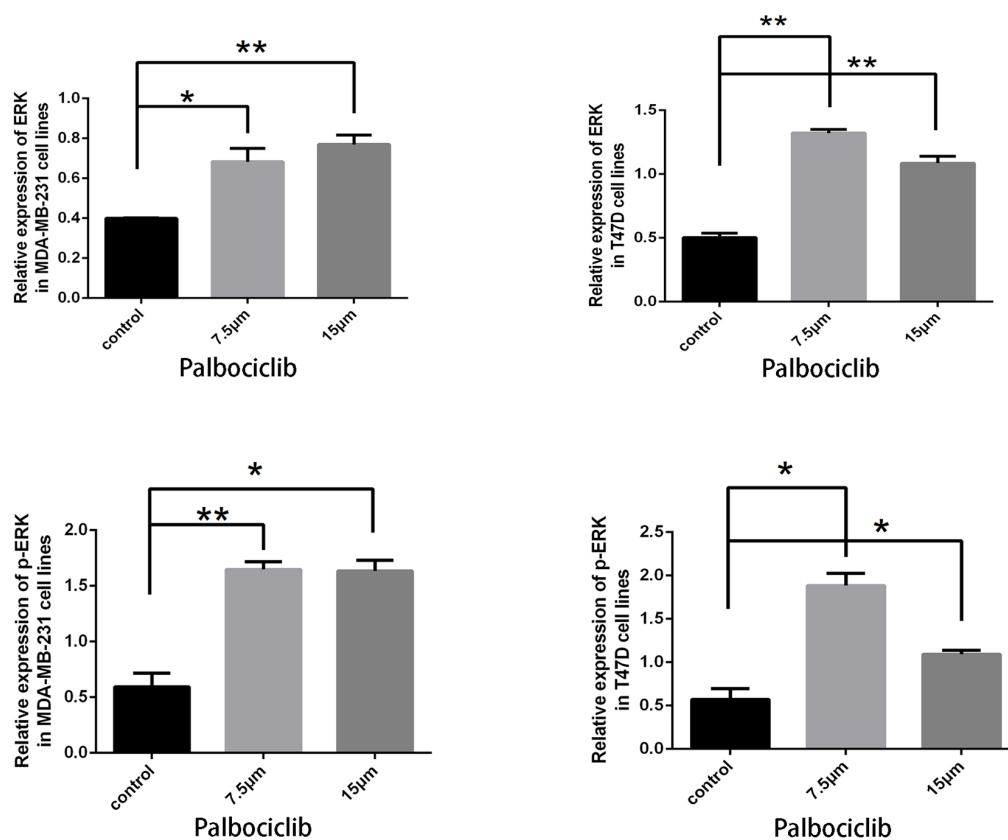 **
*
Relative expression of ERK
in MDA-MB-231 cell lines
1.0
0.8
0.6
0.4
0.2
0.0
control
7.5μm
15μm
Palbociclib
**
**
Relative expression of ERK
in T47D cell lines
1.5
1.0
0.5
0.0
control
7.5μm
15μm
Palbociclib
*
**
Relative expression of p-ERK
in MDA-MB-231 cell lines
2.0
1.5
1.0
0.5
0.0
control
7.5μm
15μm
Palbociclib
*
*
Relative expression of p-ERK
in T47D cell lines
2.5
2.0
1.5
1.0
0.5
0.0
control
7.5μm
15μm
Palbociclib